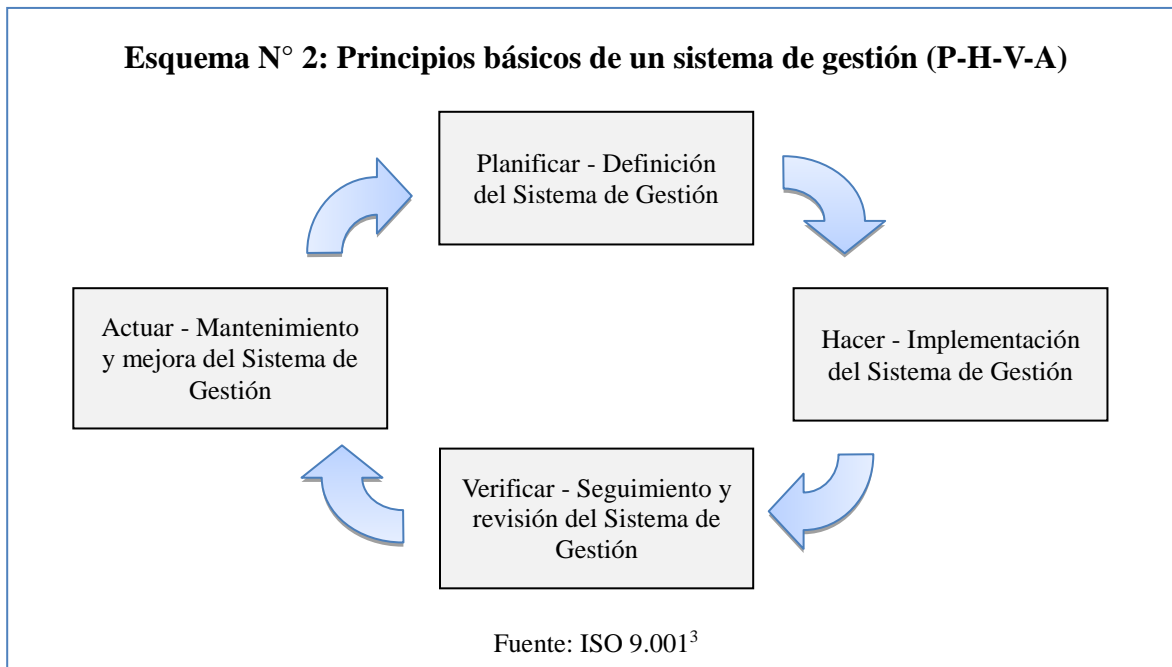 Esquema N° 2: Principios básicos de un sistema de gestión (P-H-V-A)
Planificar - Definición
del Sistema de Gestión
Hacer - Implementación
del Sistema de Gestión
Verificar - Seguimiento y
revisión del Sistema de
Gestión
Actuar - Mantenimiento
y mejora del Sistema de
Gestión
Fuente: ISO 9.001³